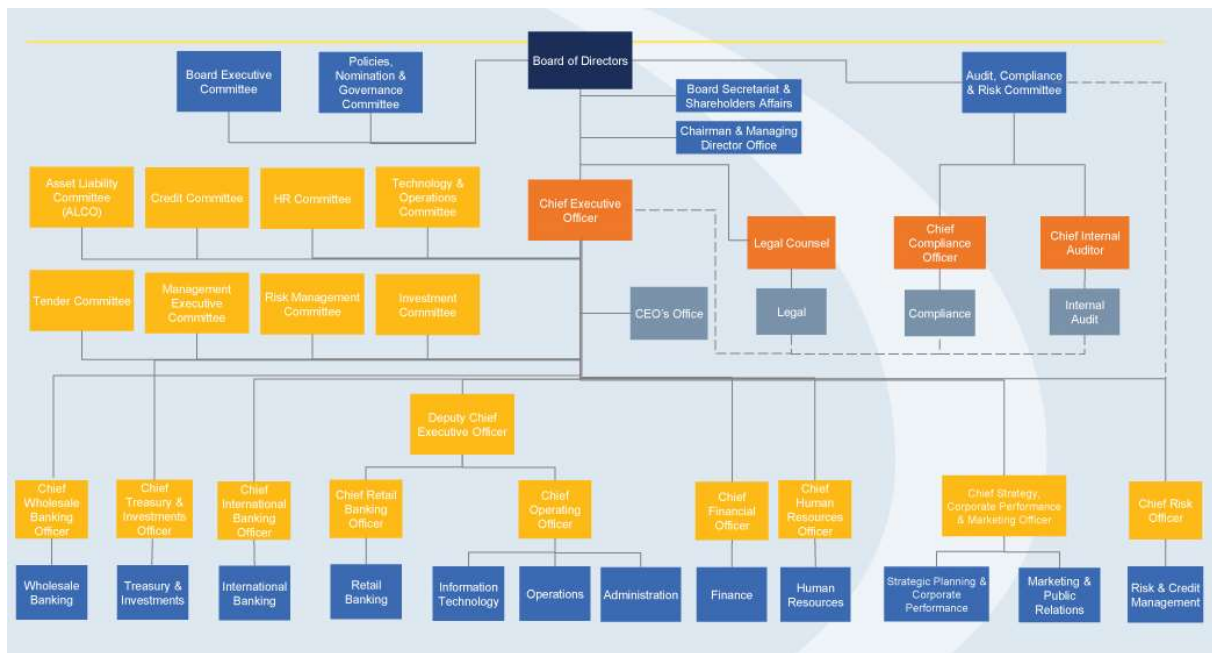 Board of Directors
Board Executive
Committee
Policies,
Nomination &
Governance
Committee
Board Secretariat &
Shareholders Affairs
Audit, Compliance
& Risk Committee
Chairman & Managing
Director Office
Asset Liability
Committee
(ALCO)
Credit Committee
HR Committee
Technology &
Operations
Committee
Chief Executive
Officer
Legal Counsel
Chief
Compliance
Officer
Chief Internal
Auditor
Tender Committee
Management
Executive
Committee
Risk Management
Committee
Investment
Committee
CEO's Office
Legal
Compliance
Internal
Audit
Deputy Chief
Executive Officer
Chief
Wholesale
Banking
Officer
Chief
Treasury &
Investments
Officer
Chief
International
Banking Officer
Chief Retail
Banking
Officer
Chief
Operating
Officer
Chief
Financial
Officer
Chief
Human
Resources
Officer
Chief Strategy,
Corporate Performance
& Marketing Officer
Chief Risk
Officer
Wholesale
Banking
Treasury &
Investments
International
Banking
Retail
Banking
Information
Technology
Operations
Administration
Finance
Human
Resources
Strategic Planning &
Corporate
Performance
Marketing &
Public
Relations
Risk & Credit
Management